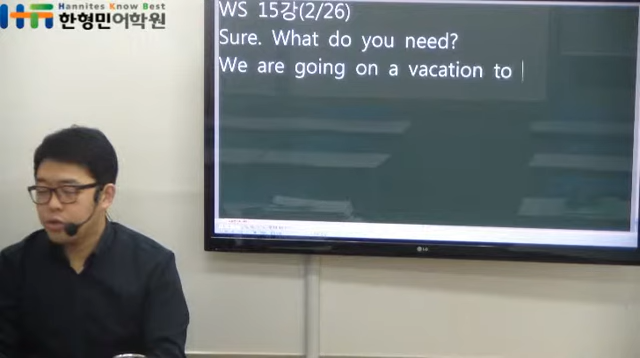 Hannites Know Best
한형민어학원
WS 15강(2/26)
Sure. What do you need?
We are going on a vacation to
LG